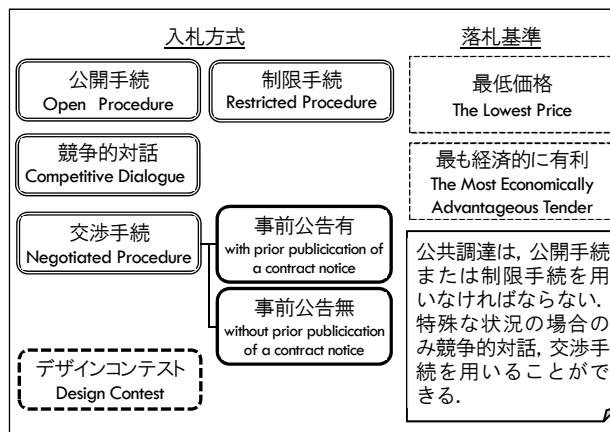 入札方式
公開手続
Open Procedure
制限手続
Restricted Procedure
競争的対話
Competitive Dialogue
交渉手続
Negotiated Procedure
事前公告有
with prior publicication of
a contract notice
事前公告無
without prior publicication
of a contract notice
デザインコンテスト
Design Contest
落札基準
最低価格
The Lowest Price
最も経済的に有利
The Most Economically
Advantageous Tender
公共調達は，公開手続
または制限手続を用
いなければならない．
特殊な状況の場合の
み競争的対話，交渉手
続を用いることがで
きる．